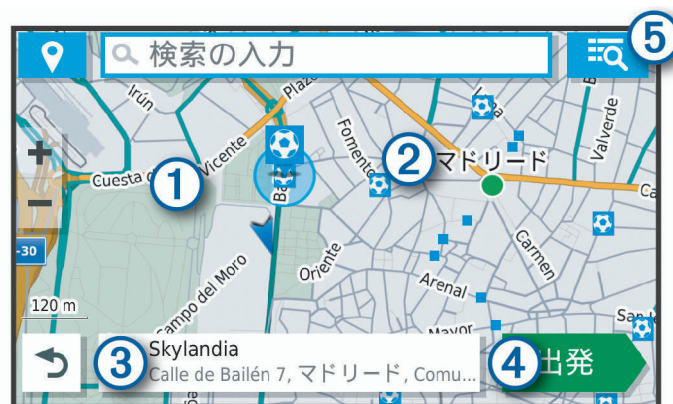 検索の入力
5
Irún
Plaza
Vicente
Cuesta de
1
Fomento
2
マドリード
Valverde
Ba
Carmen
-30
Oriente
Arenal
120 m
Campo del Moro
Mayor
San
3
Skylandia
Calle de Bailén 7, マドリード, Comu...
4
出発